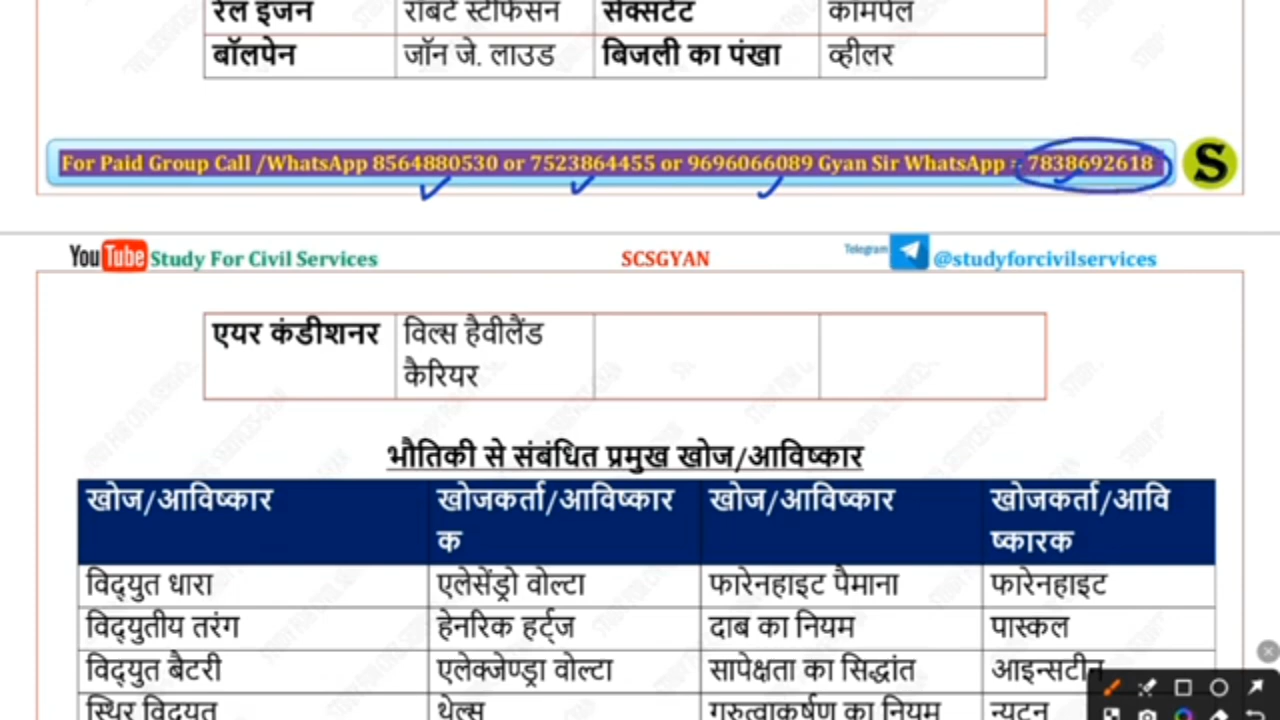 रेल इंजन रॉबर्ट स्टीफेंसन सेक्सटेंट कॉमपेल
बॉलपेन जॉन जे. लाउड बिजली का पंखा व्हीलर
For Paid Group Call /WhatsApp 8564880530 or 7523864455 or 9696066089 Gyan Sir WhatsApp :- 7838692618 S
YouTube Study For Civil Services SCSGYAN Telegram @studyforcivilservices
एयर कंडीशनर विल्स हैवीलैंड
कैरियर
भौतिकी से संबंधित प्रमुख खोज/आविष्कार
खोज/आविष्कार खोजकर्ता/आविष्कार खोज/आविष्कार खोजकर्ता/आवि
क ष्कारक
विद्युत धारा एलेसेंड्रो वोल्टा फारेनहाइट पैमाना फारेनहाइट
विद्युतीय तरंग हेनरिक हर्ट्ज दाब का नियम पास्कल
विद्युत बैटरी एलेक्जेण्ड्रा वोल्टा सापेक्षता का सिद्धांत आइन्सटीन
स्थिर विद्युत थेल्स गुरुत्वाकर्षण का नियम न्यूटन